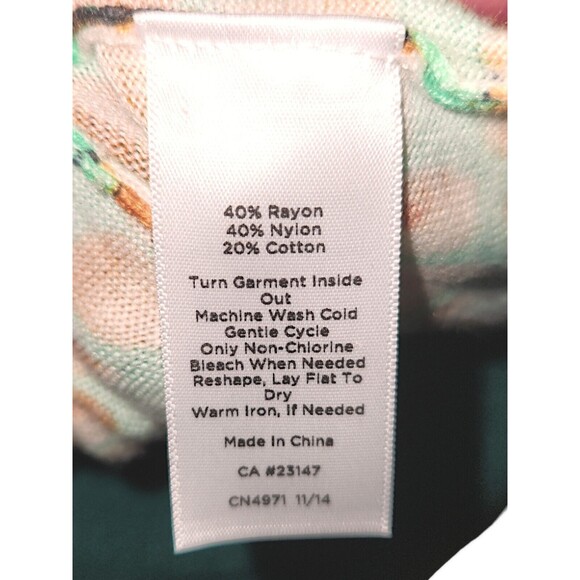 40% Rayon
40% Nylon
20% Cotton
Turn Garment Inside
Out
Machine Wash Cold
Gentle Cycle
Only Non-Chlorine
Bleach When Needed
Reshape, Lay Flat To
Dry
Warm Iron, If Needed
Made In China
CA #23147
CN4971 11/14